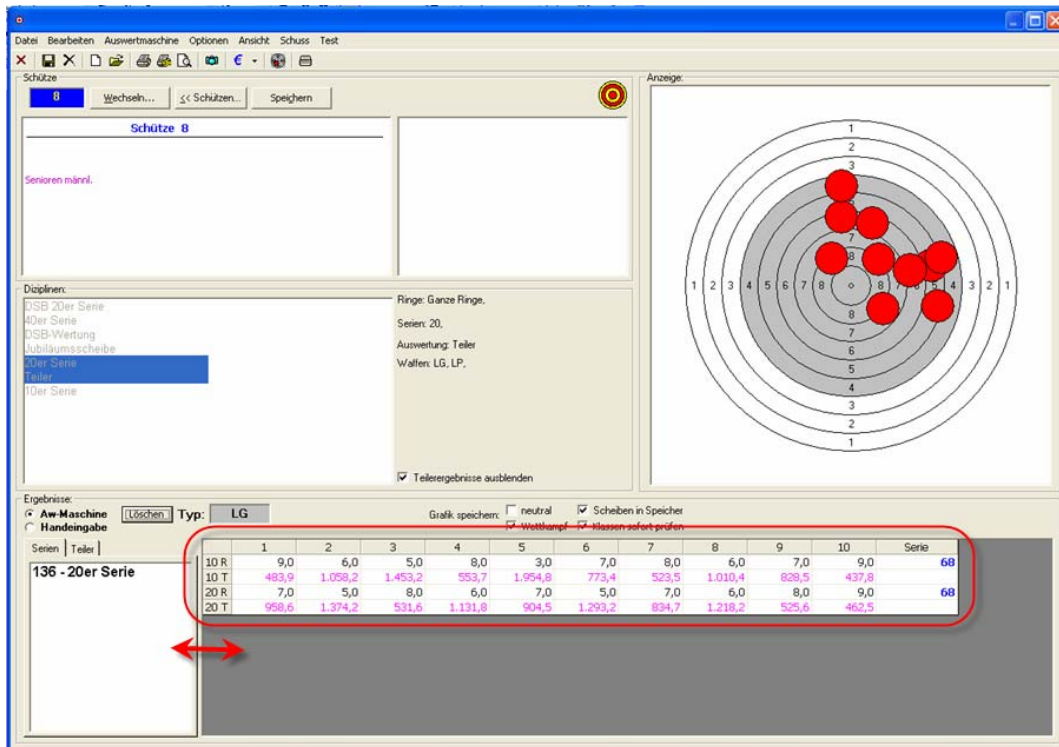 Datei Bearbeiten Auswertmaschine Optionen Ansicht Schuss Test
€
Schütze
8 Wechseln... << Schützen... Speichern
Schütze 8
Senioren männl.
Anzeige:
1
2
3
7
8
1 2 3 4 5 6 7 8 8 7 5 4 3 2 1
8
7
6
5
4
3
2
1
Diziplinen:
DSB 20er Serie
40er Serie
DSB-Wertung
Jubiläumsscheibe
20er Serie
Teiler
10er Serie
Ringe: Ganze Ringe,
Serien: 20,
Auswertung: Teiler
Waffen: LG, LP,
Teilerergebnisse ausblenden
Ergebnisse:
Aw-Maschine Löschen Typ: LG
Handeingabe
Grafik speichern: neutral Scheiben in Speicher
Wettkampf Klassen sofort prüfen
Serien Teiler
136 - 20er Serie
1 2 3 4 5 6 7 8 9 10 Serie
10 R 9,0 6,0 5,0 8,0 3,0 7,0 8,0 6,0 7,0 9,0 68
10 T 483,9 1.058,2 1.453,2 553,7 1.954,8 773,4 523,5 1.010,4 828,5 437,8
20 R 7,0 5,0 8,0 6,0 7,0 5,0 7,0 6,0 8,0 9,0 68
20 T 958,6 1.374,2 531,6 1.131,8 904,5 1.293,2 834,7 1.218,2 525,6 462,5